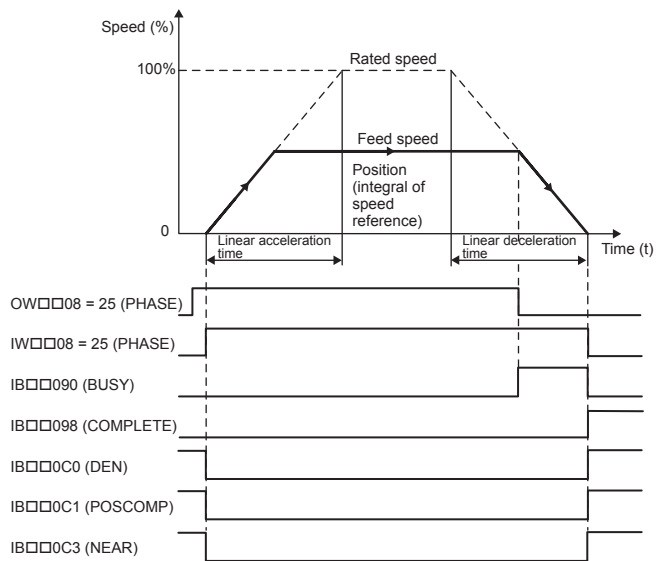 Speed (%)
100%
Rated speed
Feed speed
Position
(integral of
speed
reference)
0
Linear acceleration
time
Linear deceleration
time
Time (t)
OW□□08 = 25 (PHASE)
IW□□08 = 25 (PHASE)
IB□□090 (BUSY)
IB□□098 (COMPLETE)
IB□□0C0 (DEN)
IB□□0C1 (POSCOMP)
IB□□0C3 (NEAR)